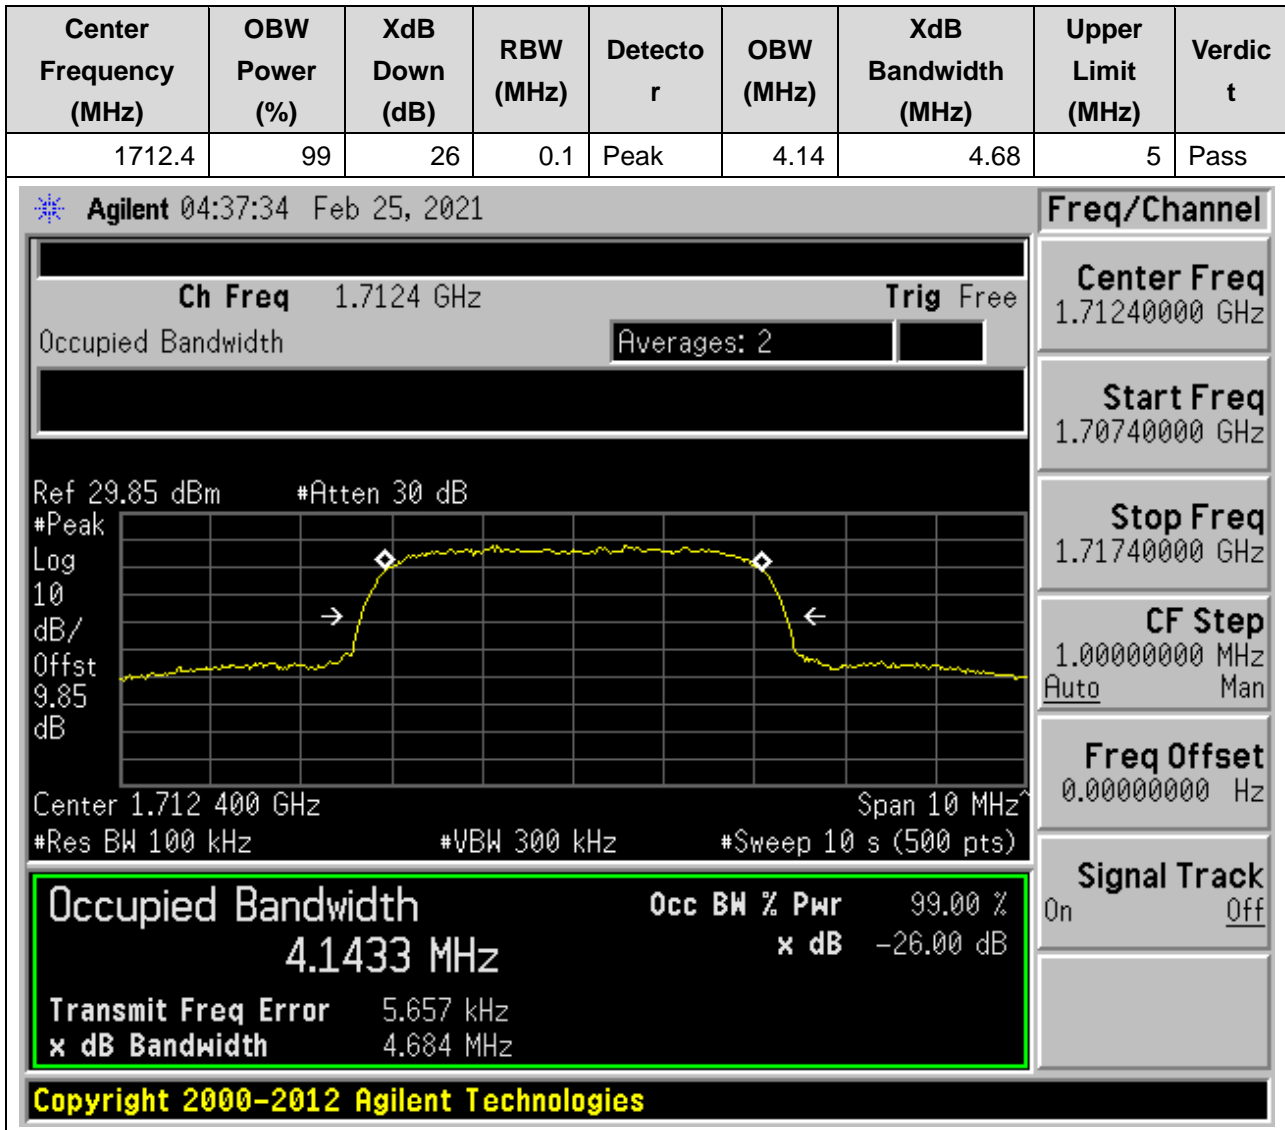 Center Frequency (MHz) OBW Power (%) XdB Down (dB) RBW (MHz) Detecto r OBW (MHz) XdB Bandwidth (MHz) Upper Limit (MHz) Verdic t
1712.4 99 26 0.1 Peak 4.14 4.68 5 Pass
Agilent 04:37:34 Feb 25, 2021
Freq/Channel
Ch Freq 1.7124 GHz Trig Free
Occupied Bandwidth Averages: 2
Ref 29.85 dBm #Atten 30 dB
#Peak
Log
10
dB/
Offst
9.85
dB
Center 1.712 400 GHz Span 10 MHz^
#Res BW 100 kHz #VBW 300 kHz #Sweep 10 s (500 pts)
Occupied Bandwidth Occ BW % Pwr 99.00 %
4.1433 MHz x dB -26.00 dB
Transmit Freq Error 5.657 kHz
x dB Bandwidth 4.684 MHz
Center Freq
1.71240000 GHz
Start Freq
1.70740000 GHz
Stop Freq
1.71740000 GHz
CF Step
1.00000000 MHz
Auto Man
Freq Offset
0.00000000 Hz
Signal Track
On Off
Copyright 2000-2012 Agilent Technologies